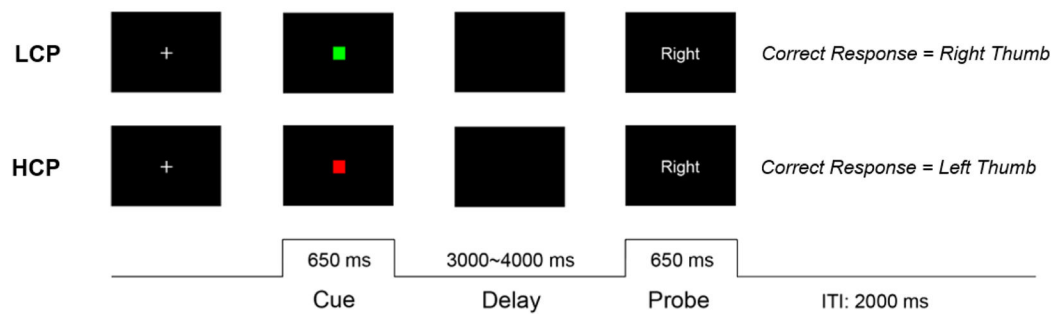 LCP
Right
Correct Response = Right Thumb
HCP
Right
Correct Response = Left Thumb
650 ms
3000~4000 ms
650 ms
Cue
Delay
Probe
ITI: 2000 ms